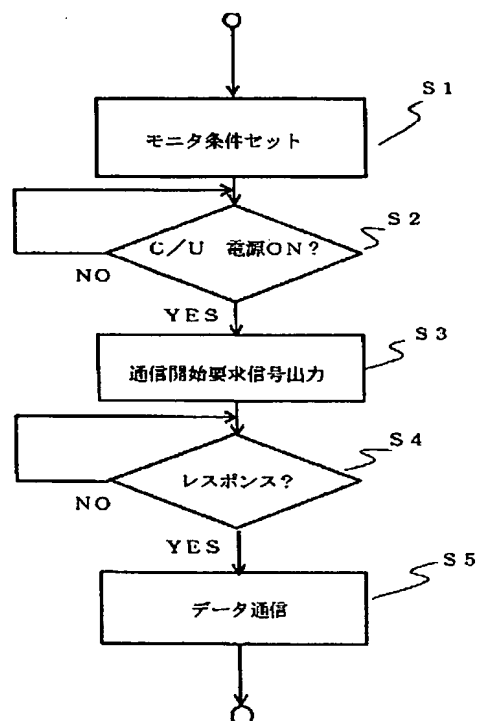 S1
モニタ条件セット
S2
C/U 電源ON?
NO
YES
S3
通信開始要求信号出力
S4
レスポンス?
NO
YES
S5
データ通信